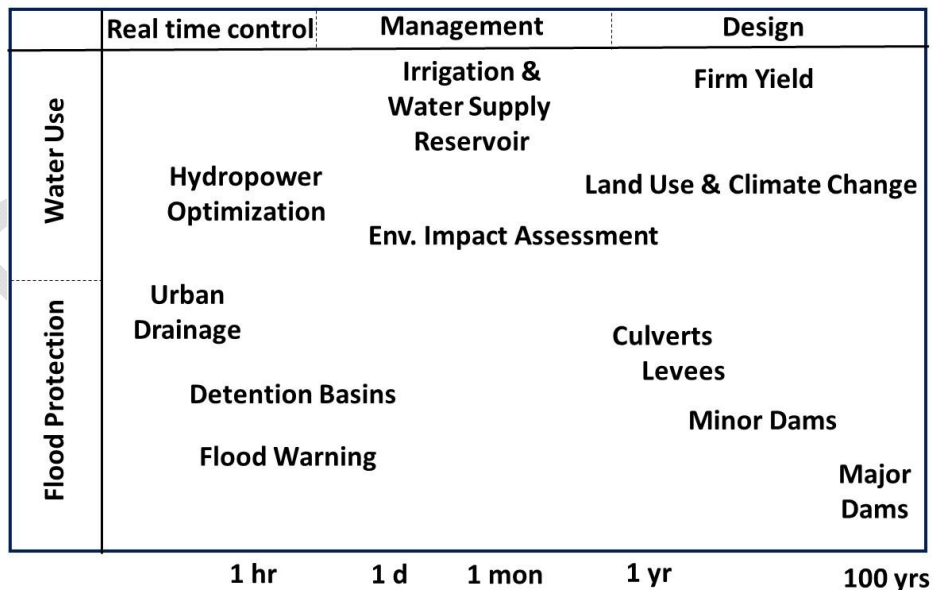 Real time control
Management
Design
Water Use
Irrigation &
Water Supply
Reservoir
Firm Yield
Hydropower
Optimization
Land Use & Climate Change
Env. Impact Assessment
Flood Protection
Urban
Drainage
Culverts
Levees
Detention Basins
Minor Dams
Flood Warning
Major
Dams
1 hr
1 d
1 mon
1 yr
100 yrs